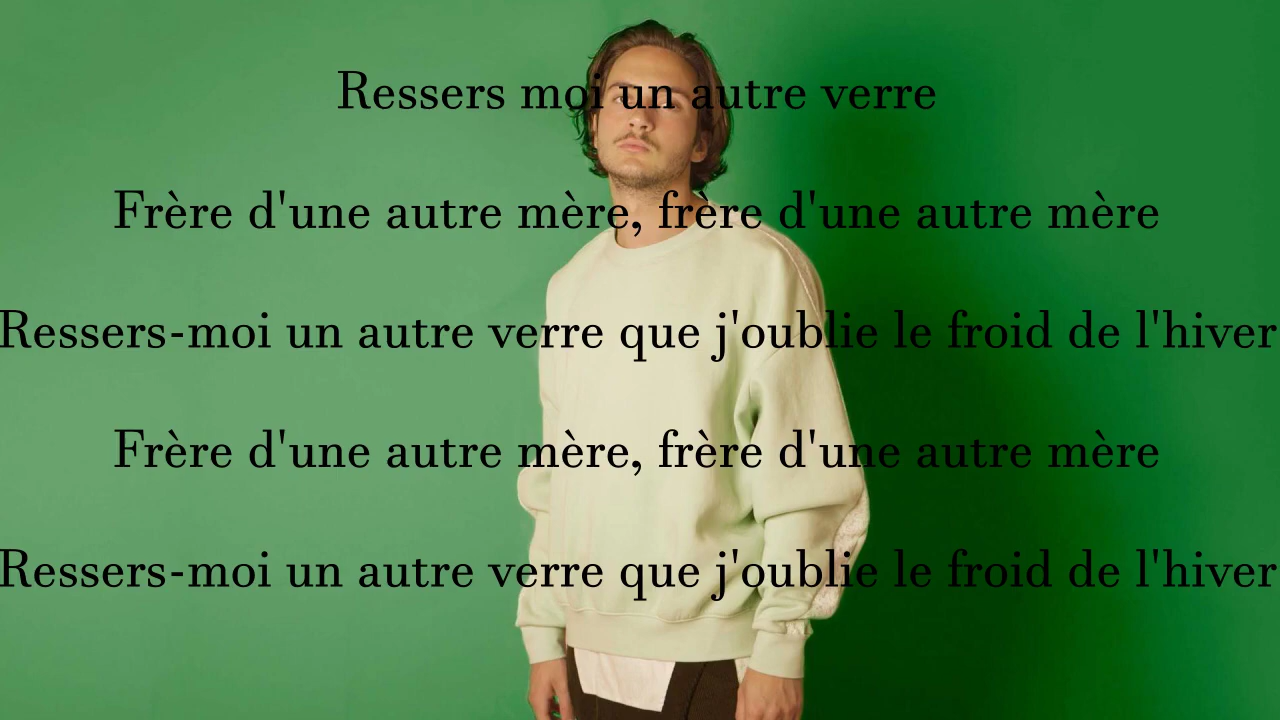 Ressers moi un autre verre
Frère d'une autre mère, frère d'une autre mère
Ressers-moi un autre verre que j'oublie le froid de l'hiver
Frère d'une autre mère, frère d'une autre mère
Ressers-moi un autre verre que j'oublie le froid de l'hiver